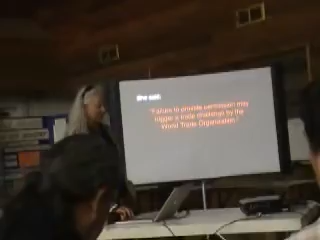 she said:
"Failure to provide permission may
trigger a trade challenge by the
World Trade Organization."